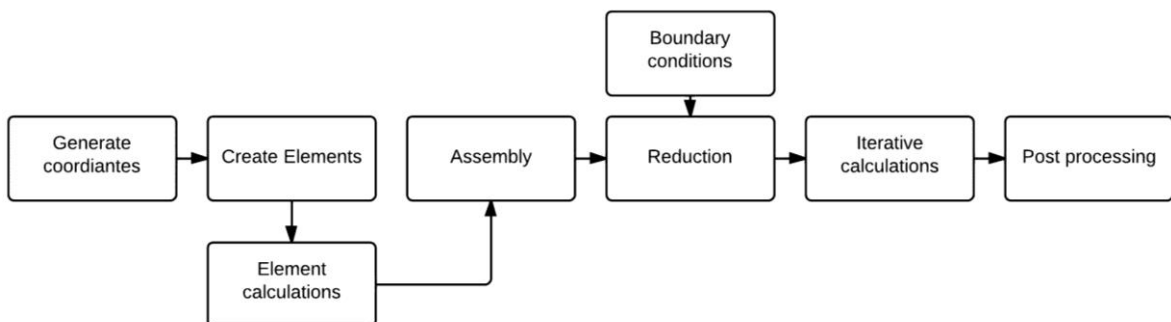 Boundary
conditions
Generate
coordiantes
Create Elements
Assembly
Reduction
Iterative
calculations
Post processing
Element
calculations